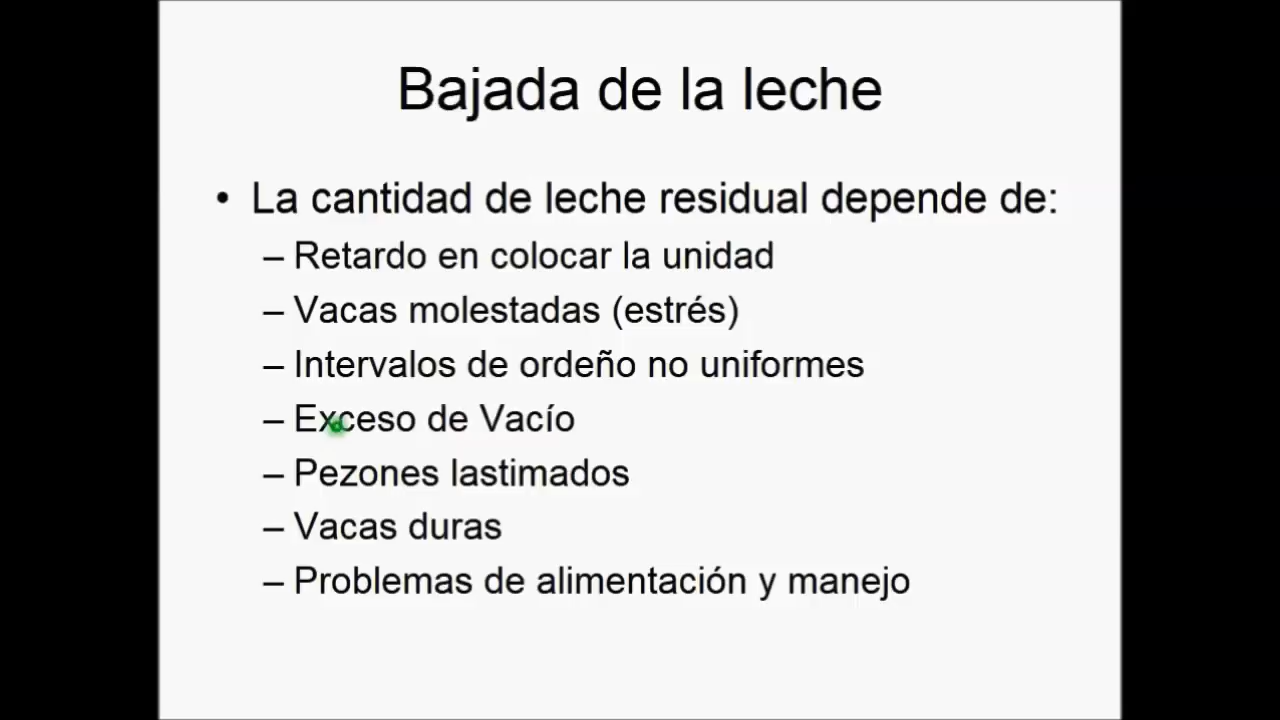 Bajada de la leche
• La cantidad de leche residual depende de:
– Retardo en colocar la unidad
– Vacas molestadas (estrés)
– Intervalos de ordeño no uniformes
– Exceso de Vacío
– Pezones lastimados
– Vacas duras
– Problemas de alimentación y manejo